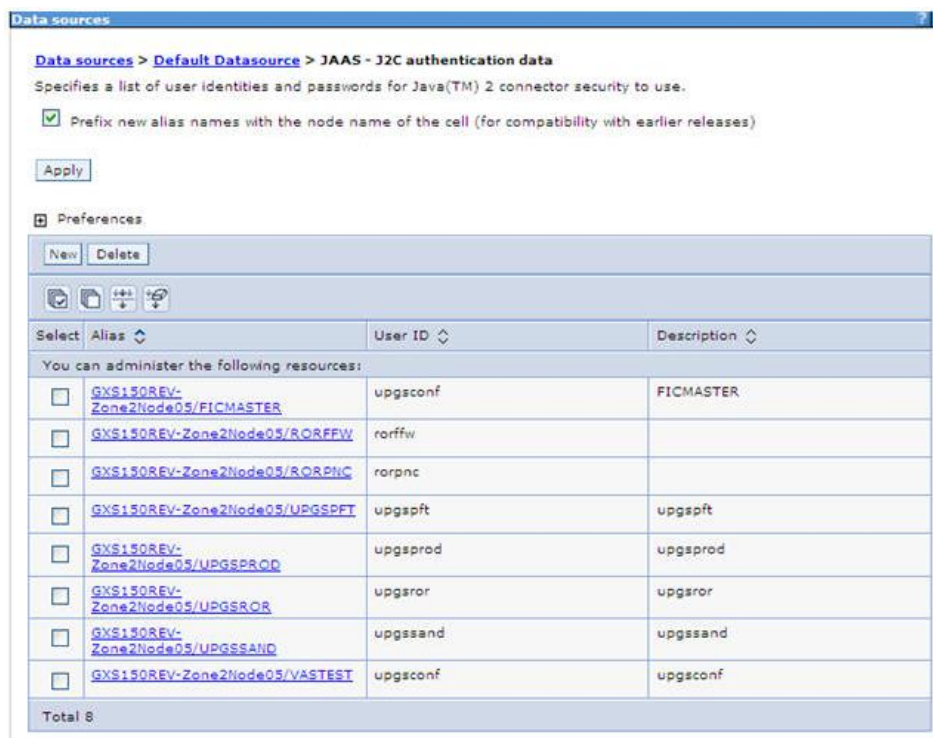 Data sources ?
Data sources > Default Datasource > JAAS - J2C authentication data
Specifies a list of user identities and passwords for Java(TM) 2 connector security to use.
Prefix new alias names with the node name of the cell (for compatibility with earlier releases)
Apply
Preferences
New Delete
Select Alias User ID Description
You can administer the following resources:
GXS150REV-
Zone2Node05/FICMASTER upgsconf FICMASTER
GXS150REV-Zone2Node05/RORFFW rorffw
GXS150REV-Zone2Node05/RORPNC rorpnc
GXS150REV-Zone2Node05/UPGSPFT upgspft upgspft
GXS150REV-
Zone2Node05/UPGSPROD upgsprod upgsprod
GXS150REV-
Zone2Node05/UPGSROR upgsror upgsror
GXS150REV-
Zone2Node05/UPGSSAND upgssand upgssand
GXS150REV-Zone2Node05/VASTEST upgsconf upgsconf
Total 8